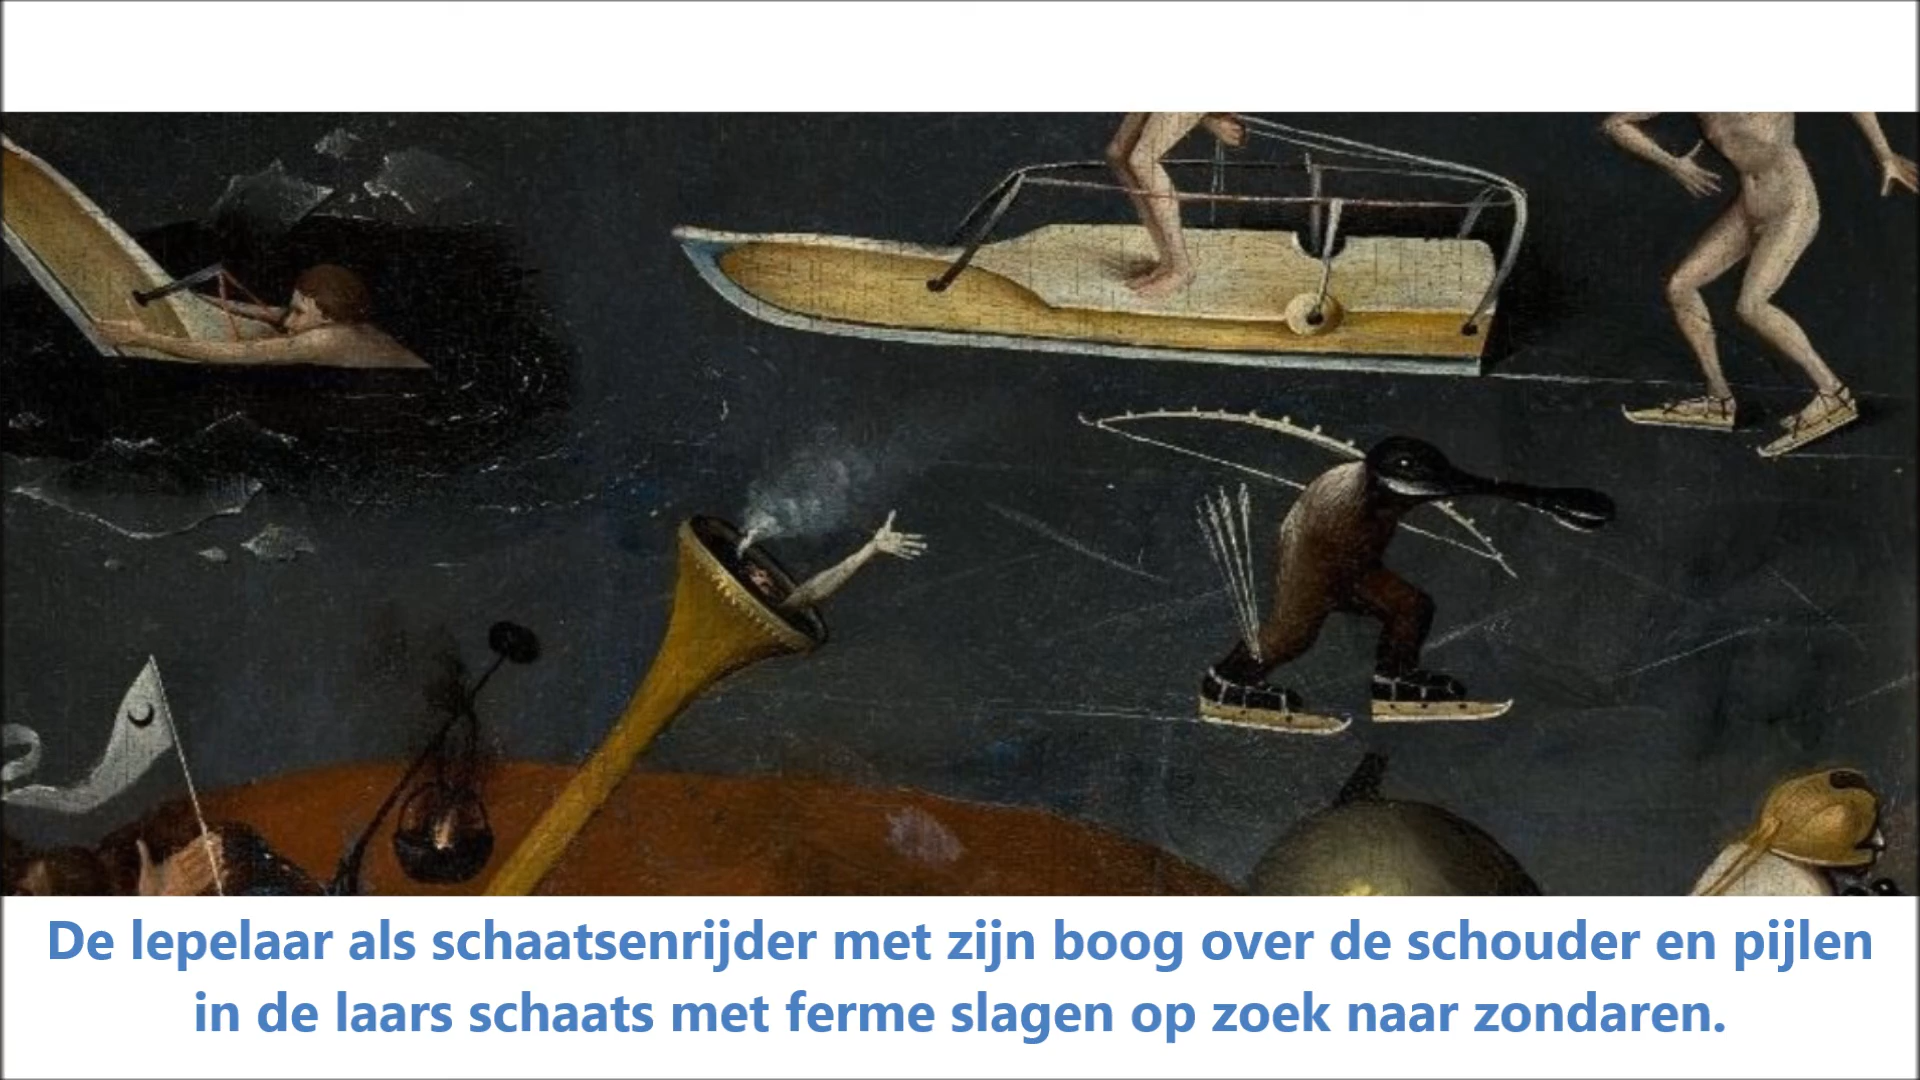 De lepelaar als schaatsenrijder met zijn boog over de schouder en pijlen
in de laars schaats met ferme slagen op zoek naar zondaren.